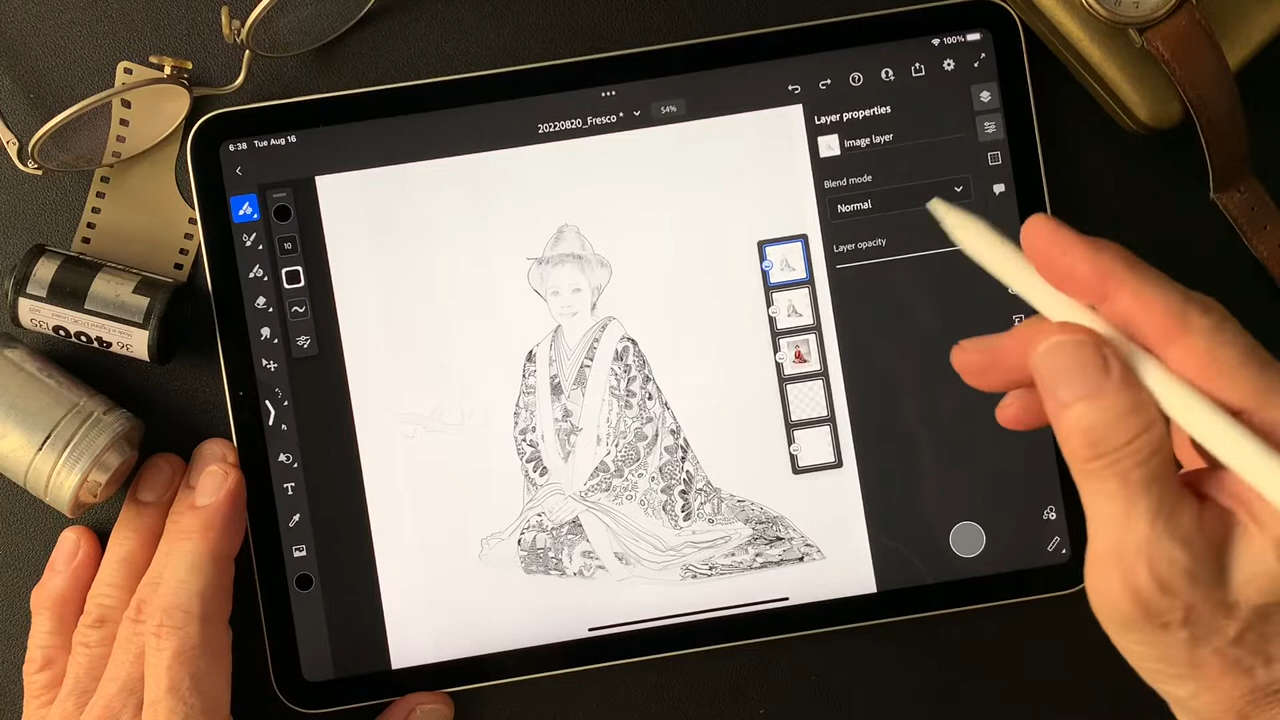 6:38 Tue Aug 16
100%
20220820_Fresco *
54%
Layer properties
Image layer
Blend mode
Normal
Layer opacity
10
T
36
400
135